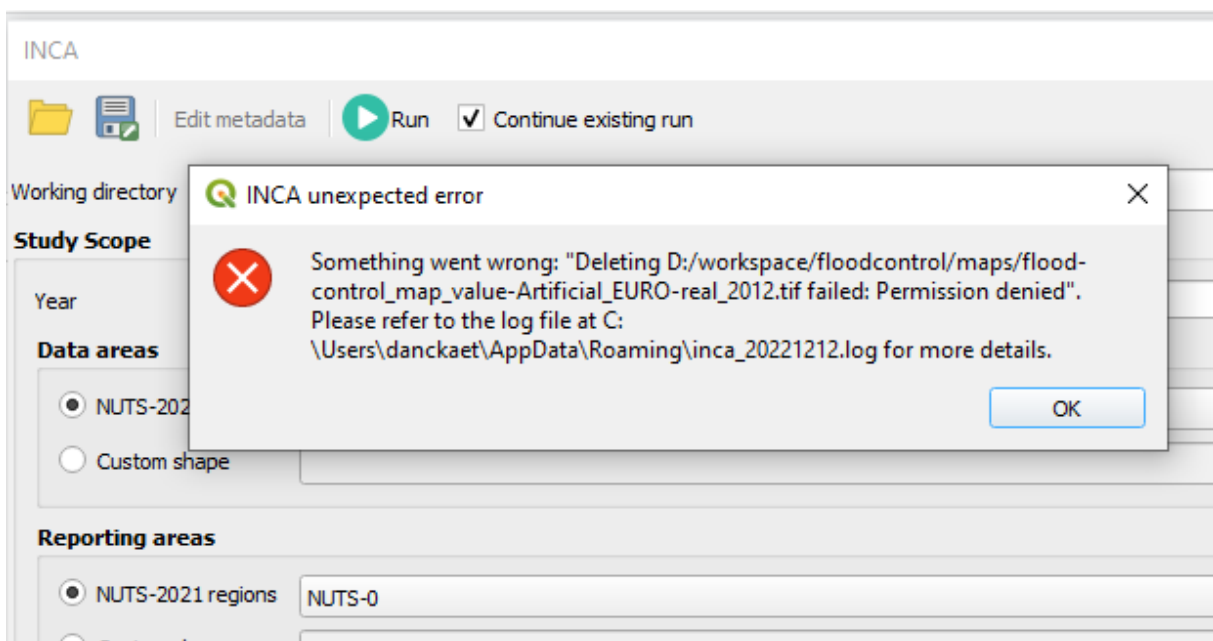 INCA
Edit metadata
Run
Continue existing run
Working directory
INCA unexpected error
Something went wrong: "Deleting D:/workspace/floodcontrol/maps/flood-
control_map_value-Artificial_EURO-real_2012.tif failed: Permission denied".
Please refer to the log file at C:
\Users\danckaet\AppData\Roaming\inca_20221212.log for more details.
OK
Study Scope
Year
Data areas
NUTS-202
Custom shape
Reporting areas
NUTS-2021 regions
NUTS-0